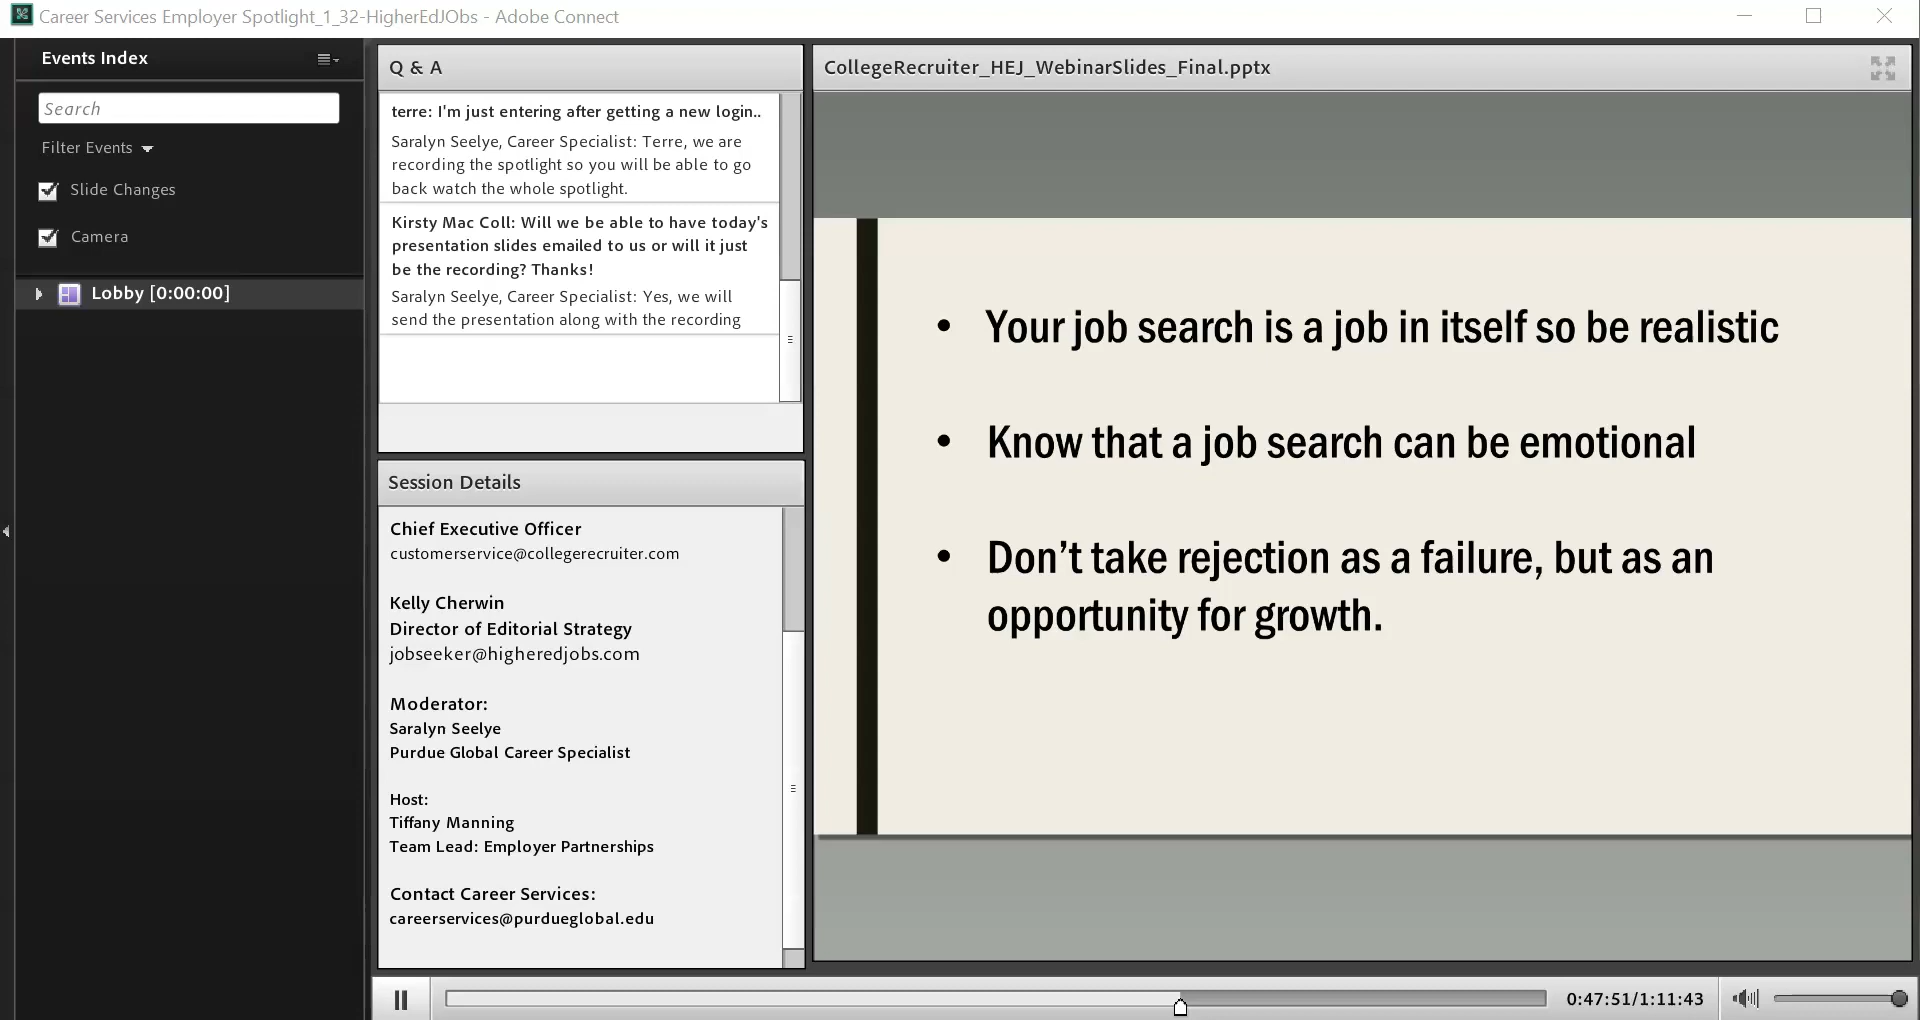 Career Services Employer Spotlight_1_32-HigherEdJObs - Adobe Connect
Events Index
Search
Filter Events
Slide Changes
Camera
Lobby [0:00:00]
Q & A
terre: I'm just entering after getting a new login..
Saralyn Seelye, Career Specialist: Terre, we are
recording the spotlight so you will be able to go
back watch the whole spotlight.
Kirsty Mac Coll: Will we be able to have today's
presentation slides emailed to us or will it just
be the recording? Thanks!
Saralyn Seelye, Career Specialist: Yes, we will
send the presentation along with the recording
Session Details
Chief Executive Officer
customerservice@collegerecruiter.com
Kelly Cherwin
Director of Editorial Strategy
jobseeker@higheredjobs.com
Moderator:
Saralyn Seelye
Purdue Global Career Specialist
Host:
Tiffany Manning
Team Lead: Employer Partnerships
Contact Career Services:
careerservices@purdueglobal.edu
CollegeRecruiter_HEJ_WebinarSlides_Final.pptx
• Your job search is a job in itself so be realistic
• Know that a job search can be emotional
• Don’t take rejection as a failure, but as an
opportunity for growth.
0:47:51/1:11:43